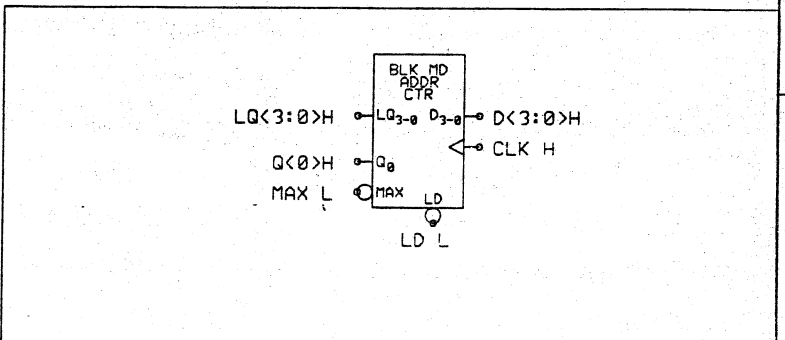 BLK MD
ADDR
CTR
LQ<3:0>H LQ3-0 D3-0 D<3:0>H
CLK H
Q<0>H Q0
MAX L MAX
LD
LD L